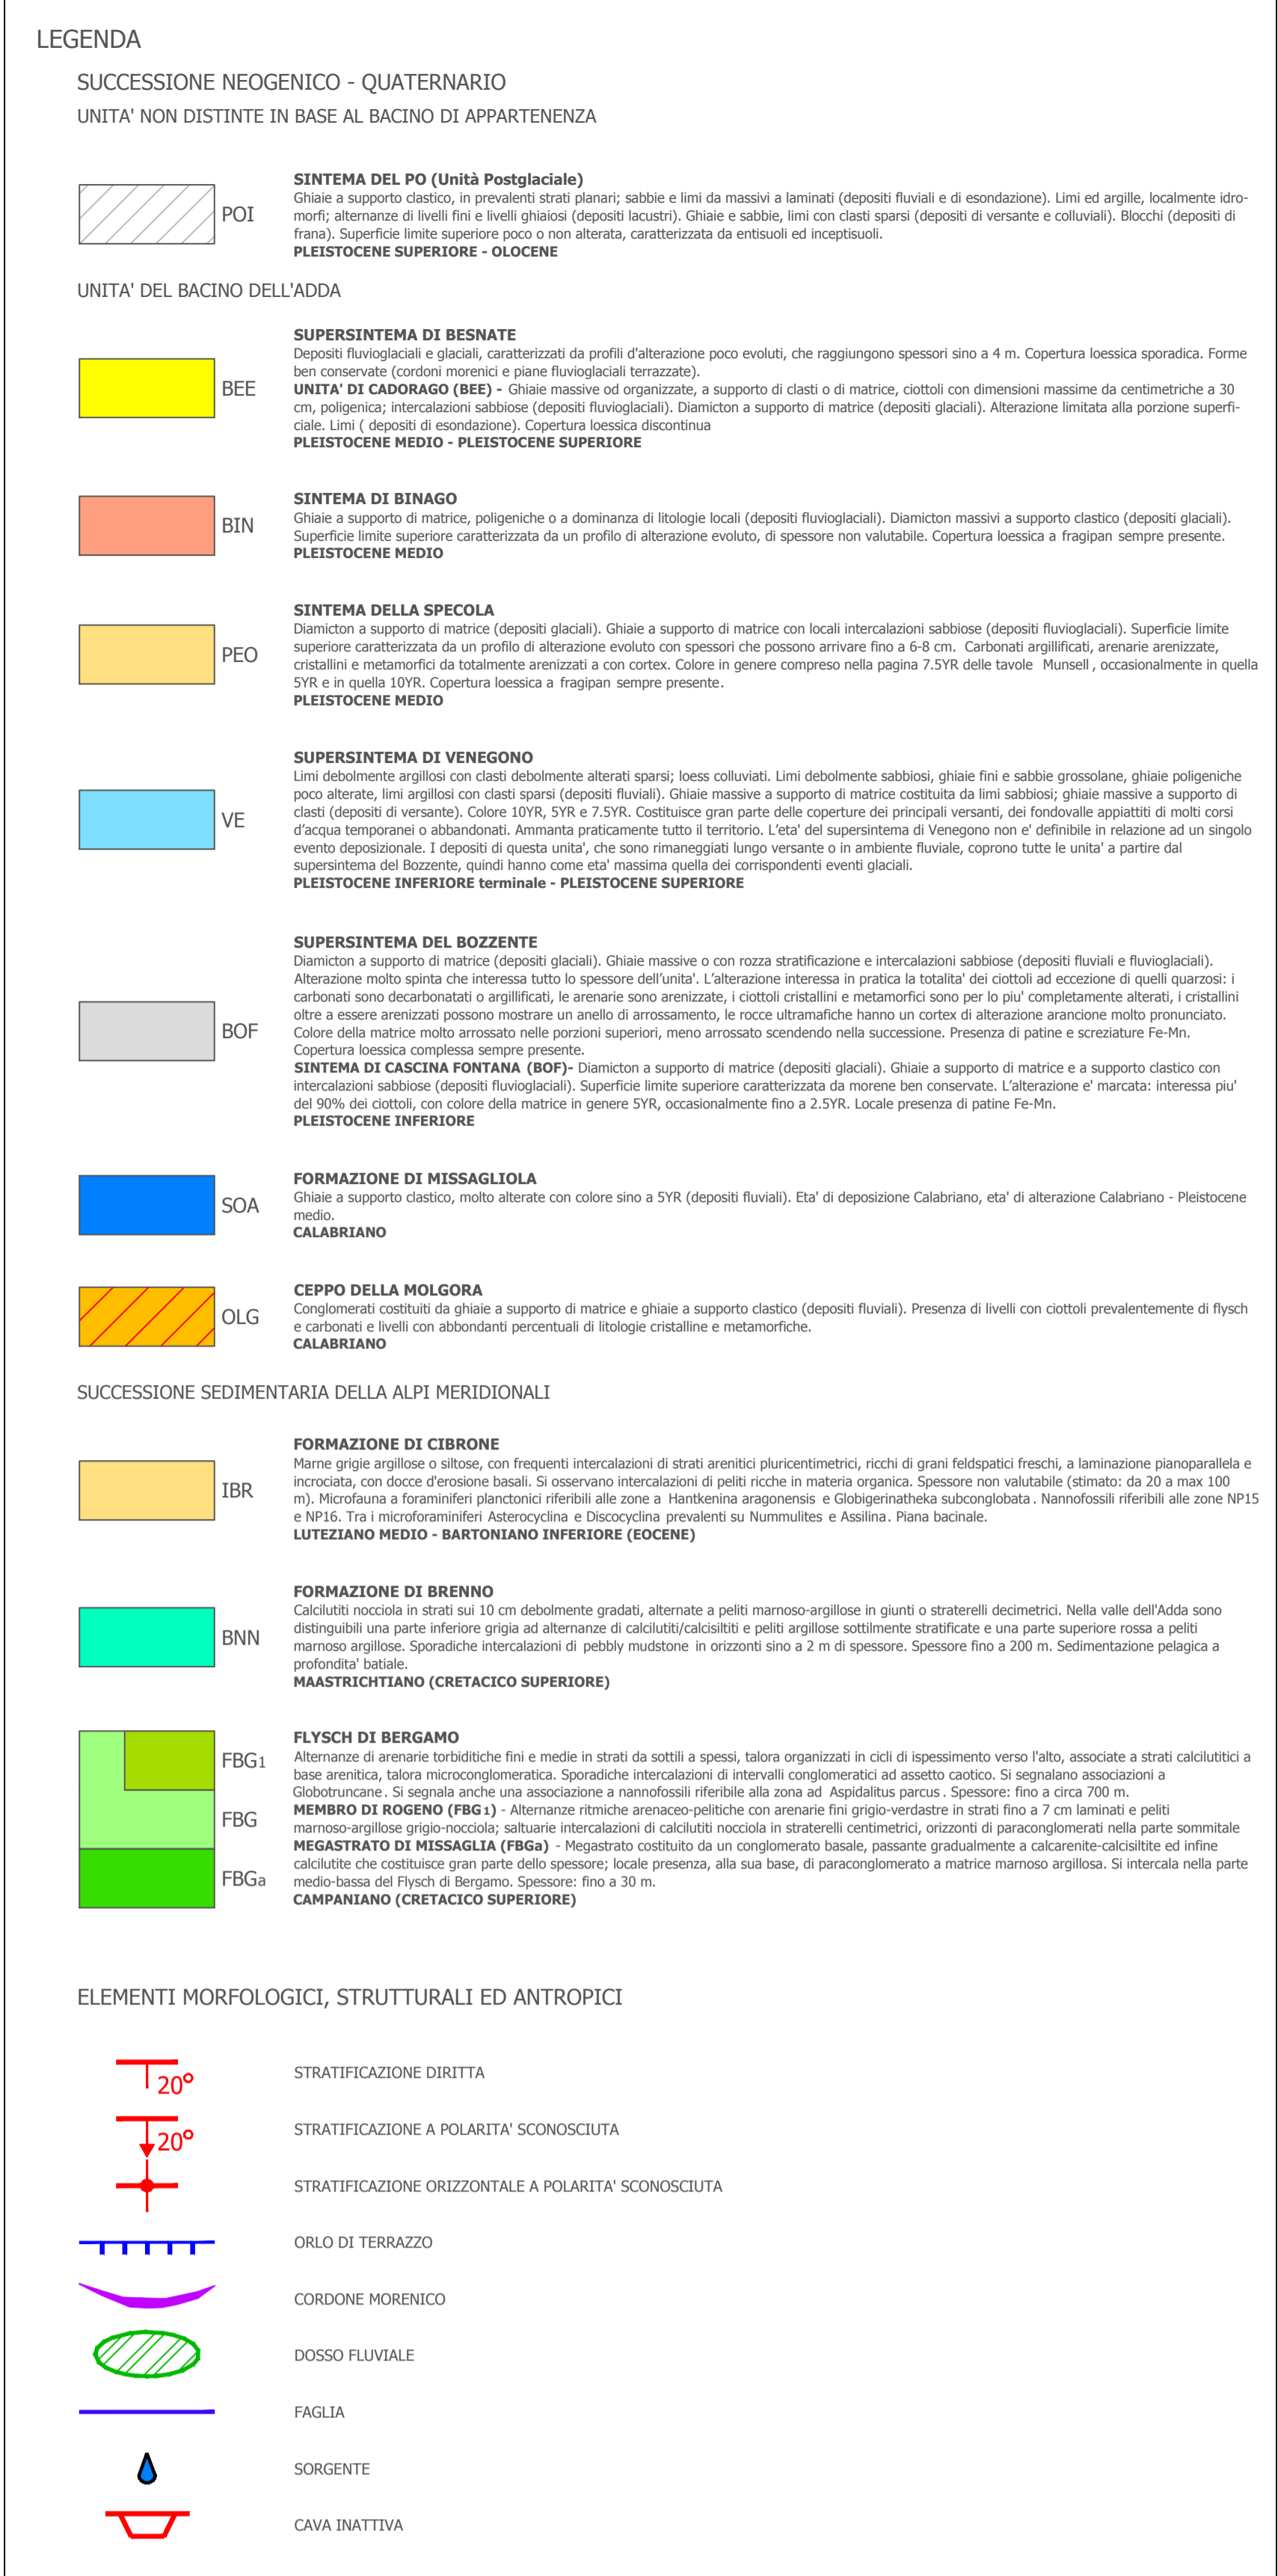 LEGENDA
SUCCESSIONE NEOGENICO - QUATERNARIO
UNITA' NON DISTINTE IN BASE AL BACINO DI APPARTENENZA
POI
SINTEMA DEL PO (Unità Postglaciale)
Ghiaie a supporto clastico, in prevalenti strati planari; sabbie e limi da massivi a laminati (depositi fluviali e di esondazione). Limi ed argille, localmente idro-
morfi; alternanze di livelli fini e livelli ghiaiosi (depositi lacustri). Ghiaie e sabbie, limi con clasti sparsi (depositi di versante e colluviali). Blocchi (depositi di
frana). Superficie limite superiore poco o non alterata, caratterizzata da entisuoli ed inceptisuoli.
PLEISTOCENE SUPERIORE - OLOCENE
UNITA' DEL BACINO DELL'ADDA
BEE
SUPERSINTEMA DI BESNATE
Depositi fluvioglaciali e glaciali, caratterizzati da profili d'alterazione poco evoluti, che raggiungono spessori sino a 4 m. Copertura loessica sporadica. Forme
ben conservate (cordoni morenici e piane fluvioglaciali terrazzate).
UNITA' DI CADORAGO (BEE) - Ghiaie massive od organizzate, a supporto di clasti o di matrice, ciottoli con dimensioni massime da centimetriche a 30
cm, poligenica; intercalazioni sabbiose (depositi fluvioglaciali). Diamicton a supporto di matrice (depositi glaciali). Alterazione limitata alla porzione superfi-
ciale. Limi ( depositi di esondazione). Copertura loessica discontinua
PLEISTOCENE MEDIO - PLEISTOCENE SUPERIORE
BIN
SINTEMA DI BINAGO
Ghiaie a supporto di matrice, poligeniche o a dominanza di litologie locali (depositi fluvioglaciali). Diamicton massivi a supporto clastico (depositi glaciali).
Superficie limite superiore caratterizzata da un profilo di alterazione evoluto, di spessore non valutabile. Copertura loessica a fragipan sempre presente.
PLEISTOCENE MEDIO
PEO
SINTEMA DELLA SPECOLA
Diamicton a supporto di matrice (depositi glaciali). Ghiaie a supporto di matrice con locali intercalazioni sabbiose (depositi fluvioglaciali). Superficie limite
superiore caratterizzata da un profilo di alterazione evoluto con spessori che possono arrivare fino a 6-8 cm. Carbonati argillificati, arenarie arenizzate,
cristallini e metamorfici da totalmente arenizzati a con cortex. Colore in genere compreso nella pagina 7.5YR delle tavole Munsell , occasionalmente in quella
5YR e in quella 10YR. Copertura loessica a fragipan sempre presente.
PLEISTOCENE MEDIO
VE
SUPERSINTEMA DI VENEGONO
Limi debolmente argillosi con clasti debolmente alterati sparsi; loess colluviati. Limi debolmente sabbiosi, ghiaie fini e sabbie grossolane, ghiaie poligeniche
poco alterate, limi argillosi con clasti sparsi (depositi fluviali). Ghiaie massive a supporto di matrice costituita da limi sabbiosi; ghiaie massive a supporto di
clasti (depositi di versante). Colore 10YR, 5YR e 7.5YR. Costituisce gran parte delle coperture dei principali versanti, dei fondovalle appiattiti di molti corsi
d’acqua temporanei o abbandonati. Ammanta praticamente tutto il territorio. L’eta' del supersintema di Venegono non e' definibile in relazione ad un singolo
evento deposizionale. I depositi di questa unita', che sono rimaneggiati lungo versante o in ambiente fluviale, coprono tutte le unita' a partire dal
supersintema del Bozzente, quindi hanno come eta' massima quella dei corrispondenti eventi glaciali.
PLEISTOCENE INFERIORE terminale - PLEISTOCENE SUPERIORE
BOF
SUPERSINTEMA DEL BOZZENTE
Diamicton a supporto di matrice (depositi glaciali). Ghiaie massive o con rozza stratificazione e intercalazioni sabbiose (depositi fluviali e fluvioglaciali).
Alterazione molto spinta che interessa tutto lo spessore dell’unita'. L’alterazione interessa in pratica la totalita' dei ciottoli ad eccezione di quelli quarzosi: i
carbonati sono decarbonatati o argillificati, le arenarie sono arenizzate, i ciottoli cristallini e metamorfici sono per lo piu' completamente alterati, i cristallini
oltre a essere arenizzati possono mostrare un anello di arrossamento, le rocce ultramafiche hanno un cortex di alterazione arancione molto pronunciato.
Colore della matrice molto arrossato nelle porzioni superiori, meno arrossato scendendo nella successione. Presenza di patine e screziature Fe-Mn.
Copertura loessica complessa sempre presente.
SINTEMA DI CASCINA FONTANA (BOF)- Diamicton a supporto di matrice (depositi glaciali). Ghiaie a supporto di matrice e a supporto clastico con
intercalazioni sabbiose (depositi fluvioglaciali). Superficie limite superiore caratterizzata da morene ben conservate. L’alterazione e' marcata: interessa piu'
del 90% dei ciottoli, con colore della matrice in genere 5YR, occasionalmente fino a 2.5YR. Locale presenza di patine Fe-Mn.
PLEISTOCENE INFERIORE
SOA
FORMAZIONE DI MISSAGLIOLA
Ghiaie a supporto clastico, molto alterate con colore sino a 5YR (depositi fluviali). Eta' di deposizione Calabriano, eta' di alterazione Calabriano - Pleistocene
medio.
CALABRIANO
OLG
CEPPO DELLA MOLGORA
Conglomerati costituiti da ghiaie a supporto di matrice e ghiaie a supporto clastico (depositi fluviali). Presenza di livelli con ciottoli prevalentemente di flysch
e carbonati e livelli con abbondanti percentuali di litologie cristalline e metamorfiche.
CALABRIANO
SUCCESSIONE SEDIMENTARIA DELLA ALPI MERIDIONALI
IBR
FORMAZIONE DI CIBRONE
Marne grigie argillose o siltose, con frequenti intercalazioni di strati arenitici pluricentimetrici, ricchi di grani feldspatici freschi, a laminazione pianoparallela e
incrociata, con docce d'erosione basali. Si osservano intercalazioni di peliti ricche in materia organica. Spessore non valutabile (stimato: da 20 a max 100
m). Microfauna a foraminiferi planctonici riferibili alle zone a Hantkenina aragonensis e Globigerinatheka subconglobata . Nannofossili riferibili alle zone NP15
e NP16. Tra i microforaminiferi Asterocyclina e Discocyclina prevalenti su Nummulites e Assilina. Piana bacinale.
LUTEZIANO MEDIO - BARTONIANO INFERIORE (EOCENE)
BNN
FORMAZIONE DI BRENNO
Calcilutiti nocciola in strati sui 10 cm debolmente gradati, alternate a peliti marnoso-argillose in giunti o straterelli decimetrici. Nella valle dell'Adda sono
distinguibili una parte inferiore grigia ad alternanze di calcilutiti/calcisiltiti e peliti argillose sottilmente stratificate e una parte superiore rossa a peliti
marnoso argillose. Sporadiche intercalazioni di pebbly mudstone in orizzonti sino a 2 m di spessore. Spessore fino a 200 m. Sedimentazione pelagica a
profondita' batiale.
MAASTRICHTIANO (CRETACICO SUPERIORE)
FBG1
FBG
FBGa
FLYSCH DI BERGAMO
Alternanze di arenarie torbiditiche fini e medie in strati da sottili a spessi, talora organizzati in cicli di ispessimento verso l'alto, associate a strati calcilutitici a
base arenitica, talora microconglomeratica. Sporadiche intercalazioni di intervalli conglomeratici ad assetto caotico. Si segnalano associazioni a
Globotruncane. Si segnala anche una associazione a nannofossili riferibile alla zona ad Aspidalitus parcus . Spessore: fino a circa 700 m.
MEMBRO DI ROGENO (FBG1) - Alternanze ritmiche arenaceo-pelitiche con arenarie fini grigio-verdastre in strati fino a 7 cm laminati e peliti
marnoso-argillose grigio-nocciola; saltuarie intercalazioni di calcilutiti nocciola in straterelli centimetrici, orizzonti di paraconglomerati nella parte sommitale
MEGASTRATO DI MISSAGLIA (FBGa) - Megastrato costituito da un conglomerato basale, passante gradualmente a calcarenite-calcisiltite ed infine
calcilutite che costituisce gran parte dello spessore; locale presenza, alla sua base, di paraconglomerato a matrice marnoso argillosa. Si intercala nella parte
medio-bassa del Flysch di Bergamo. Spessore: fino a 30 m.
CAMPANIANO (CRETACICO SUPERIORE)
ELEMENTI MORFOLOGICI, STRUTTURALI ED ANTROPICI
20° STRATIFICAZIONE DIRITTA
20° STRATIFICAZIONE A POLARITA' SCONOSCIUTA
STRATIFICAZIONE ORIZZONTALE A POLARITA' SCONOSCIUTA
ORLO DI TERRAZZO
CORDONE MORENICO
DOSSO FLUVIALE
FAGLIA
SORGENTE
CAVA INATTIVA